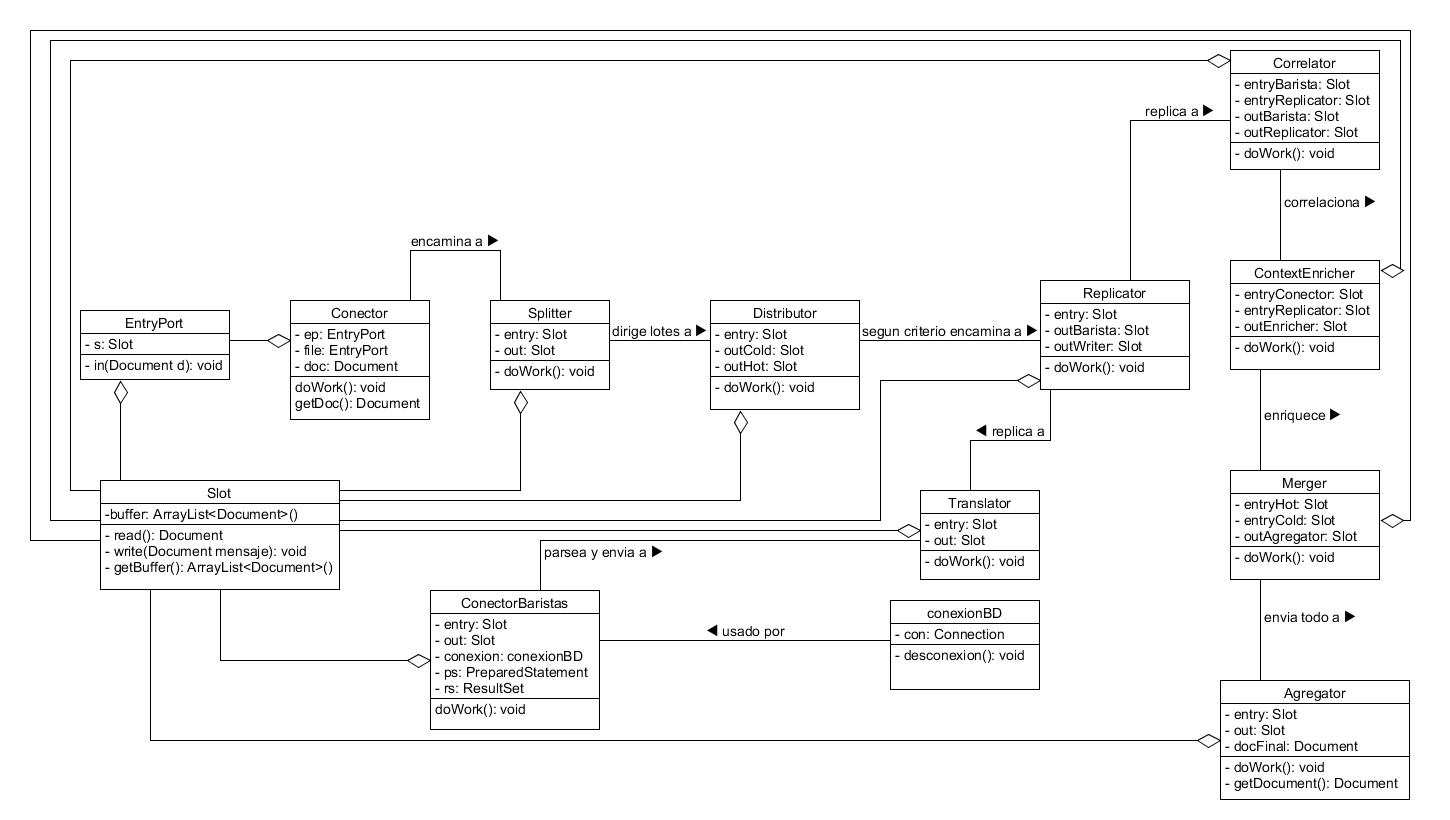 Correlator
- entryBarista: Slot
- entryReplicator: Slot
- outBarista: Slot
- outReplicator: Slot
- doWork(): void
replica a ▶
correlaciona ▶
encamina a ▶
ContextEnricher
- entryConector: Slot
- entryReplicator: Slot
- outEnricher: Slot
- doWork(): void
EntryPort
- s: Slot
- in(Document d): void
Conector
- ep: EntryPort
- file: EntryPort
- doc: Document
doWork(): void
getDoc(): Document
Splitter
- entry: Slot
- out: Slot
- doWork(): void
dirige lotes a ▶
Distributor
- entry: Slot
- outCold: Slot
- outHot: Slot
- doWork(): void
segun criterio encamina a ▶
Replicator
- entry: Slot
- outBarista: Slot
- outWriter: Slot
- doWork(): void
enriquece ▶
◀ replica a
Slot
-buffer: ArrayList<Document>()
- read(): Document
- write(Document mensaje): void
- getBuffer(): ArrayList<Document>()
Translator
- entry: Slot
- out: Slot
- doWork(): void
Merger
- entryHot: Slot
- entryCold: Slot
- outAgregator: Slot
- doWork(): void
parsea y envia a ▶
ConectorBaristas
- entry: Slot
- out: Slot
- conexion: conexionBD
- ps: PreparedStatement
- rs: ResultSet
doWork(): void
◀ usado por
conexionBD
- con: Connection
- desconexion(): void
envia todo a ▶
Agregator
- entry: Slot
- out: Slot
- docFinal: Document
- doWork(): void
- getDocument(): Document